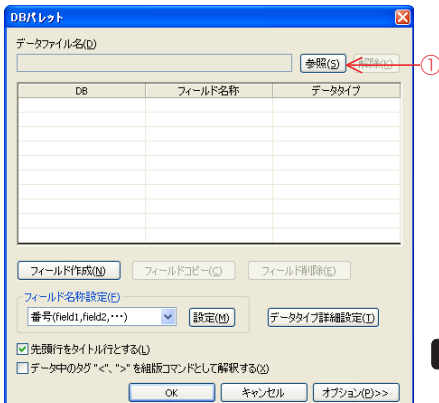 DBパレット
データファイル名(D)
参照(S) 解除(K) ①
DB フィールド名称 データタイプ
フィールド作成(N) フィールドコピー(C) フィールド削除(E)
フィールド名称設定(F)
番号(field1,field2,･･･) 設定(M) データタイプ詳細設定(T)
先頭行をタイトル行とする(L)
データ中のタグ"<"、">"を組版コマンドとして解釈する(X)
OK キャンセル オプション(P)>>